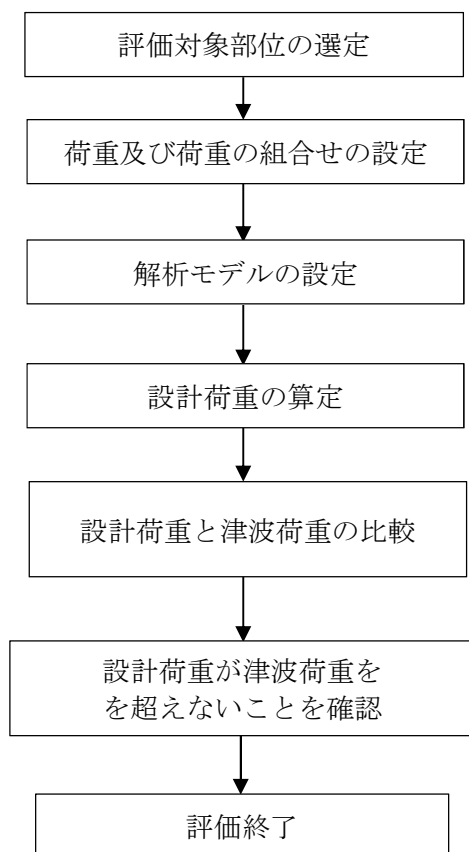 評価対象部位の選定
荷重及び荷重の組合せの設定
解析モデルの設定
設計荷重の算定
設計荷重と津波荷重の比較
設計荷重が津波荷重を
を超えないことを確認
評価終了